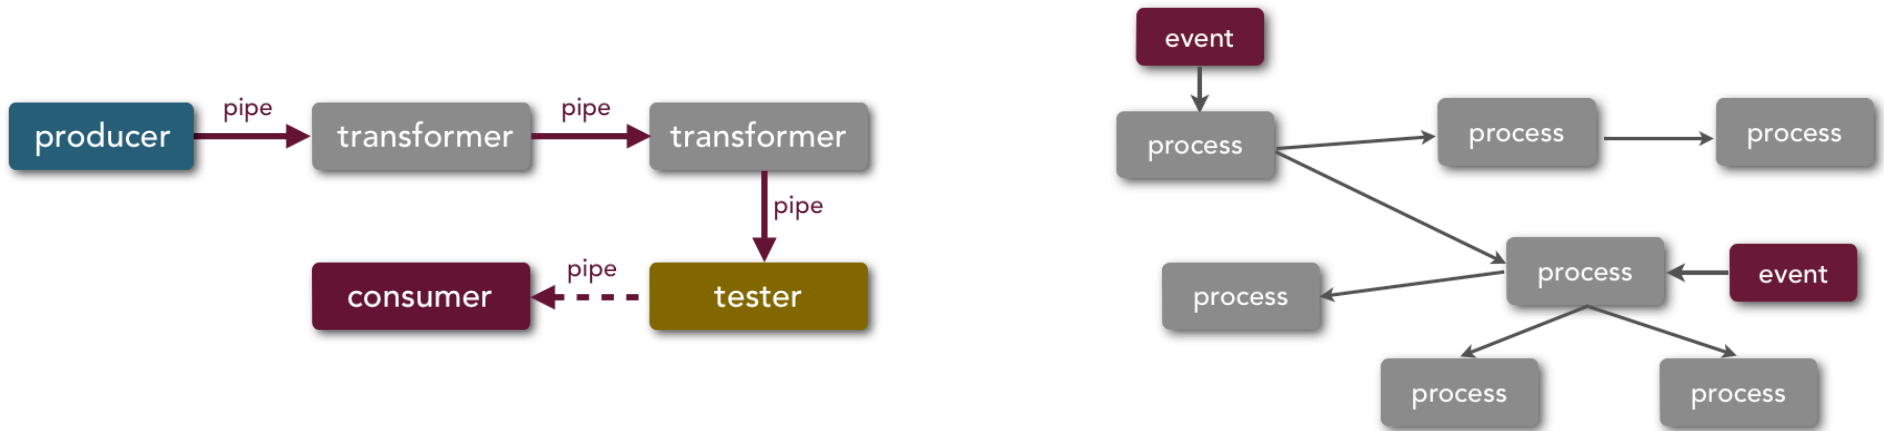 pipe
pipe
producer
transformer
transformer
pipe
pipe
consumer
tester
event
process
process
process
process
event
process
process
process